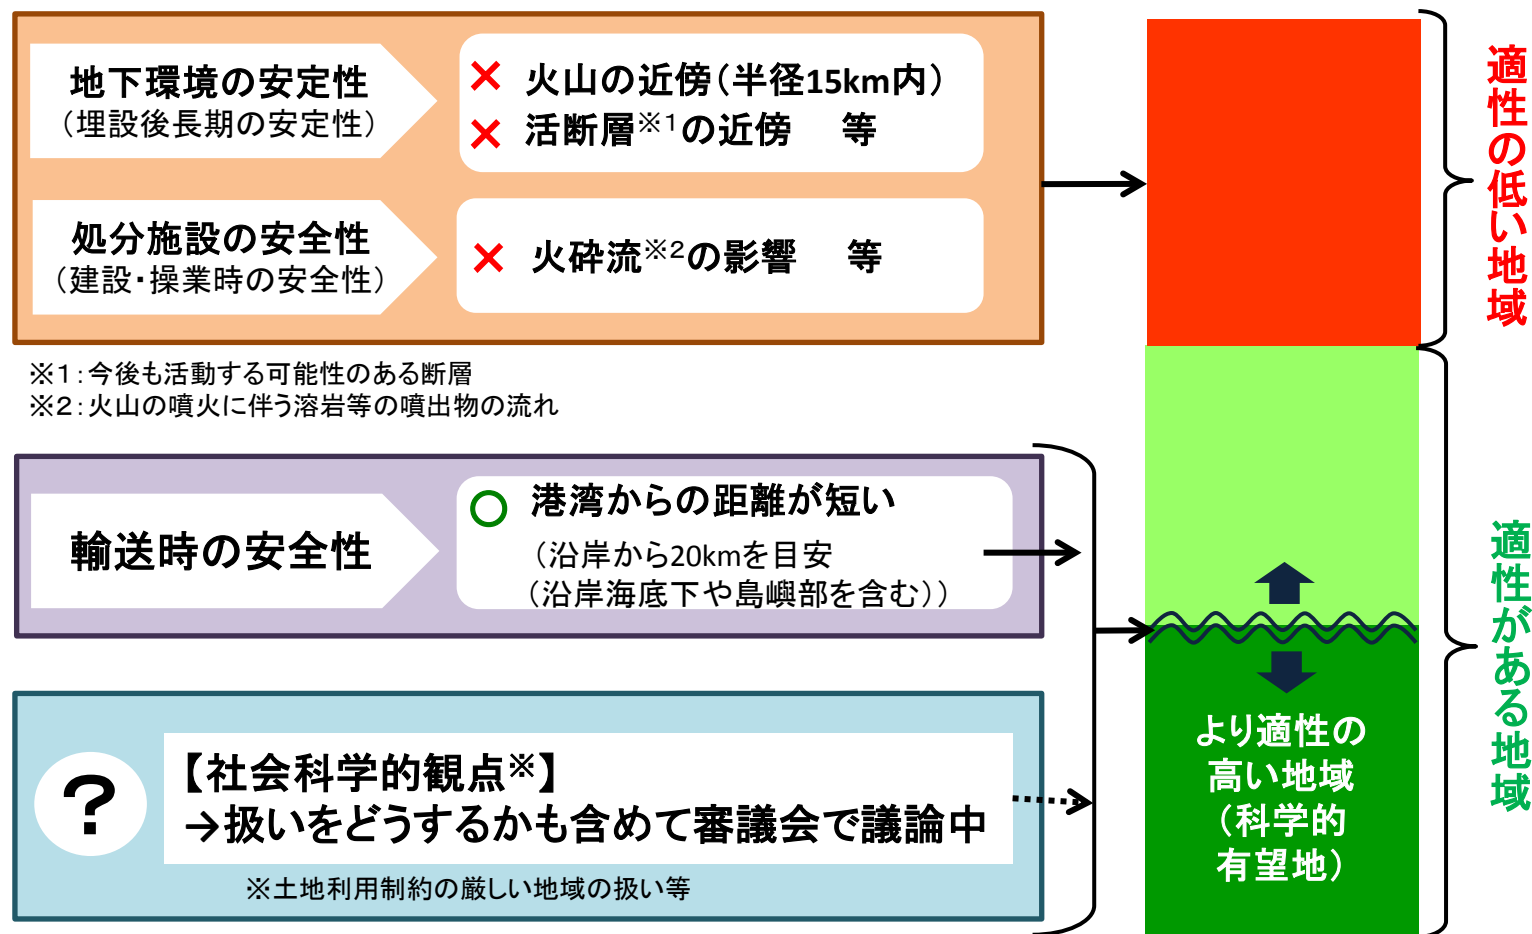 地下環境の安定性
（埋設後長期の安定性）
× 火山の近傍（半径15km内）
× 活断層※1の近傍 等
処分施設の安全性
（建設・操業時の安全性）
× 火砕流※2の影響 等
※１：今後も活動する可能性のある断層
※２：火山の噴火に伴う溶岩等の噴出物の流れ
輸送時の安全性
○ 港湾からの距離が短い
（沿岸から20kmを目安
（沿岸海底下や島嶼部を含む））
？
【社会科学的観点※】
→扱いをどうするかも含めて審議会で議論中
※土地利用制約の厳しい地域の扱い等
適性の低い地域
適性がある地域
より適性の
高い地域
（科学的
有望地）